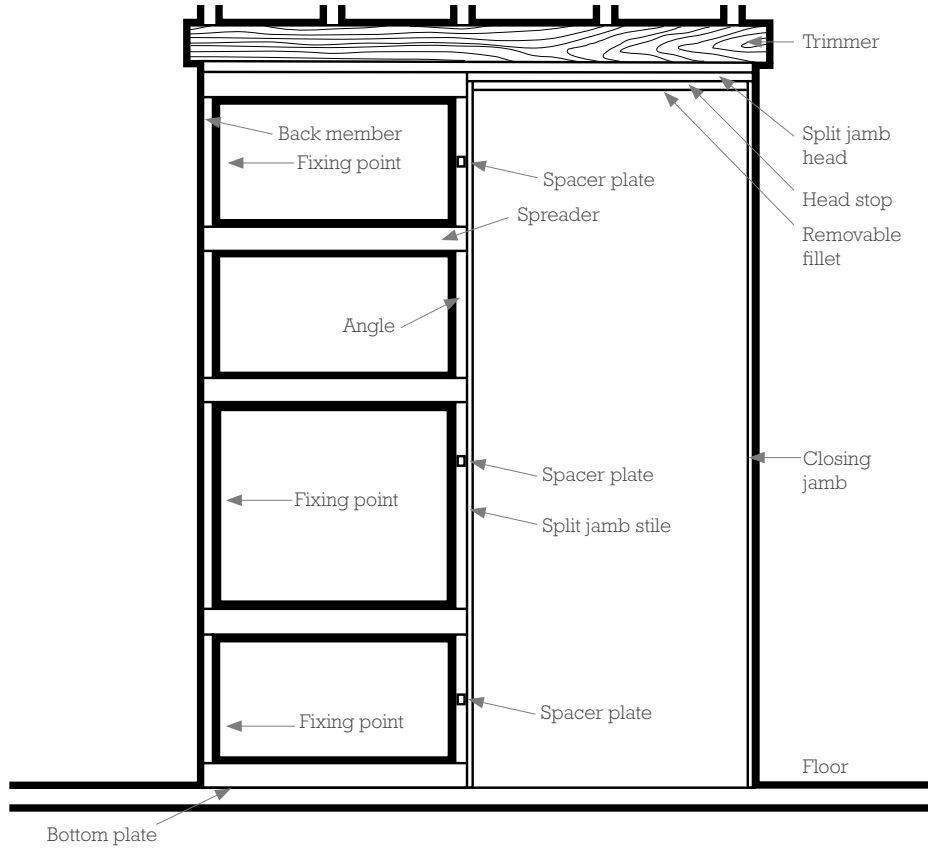 Trimmer
Back member
Fixing point
Split jamb
head
Spacer plate
Head stop
Spreader
Removable
fillet
Angle
Closing
jamb
Spacer plate
Fixing point
Split jamb stile
Spacer plate
Fixing point
Floor
Bottom plate